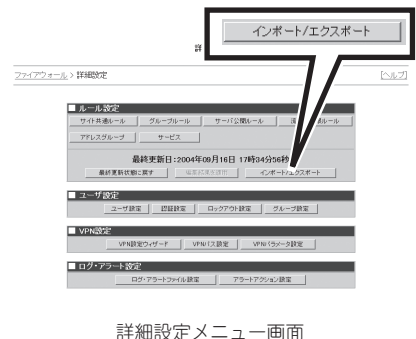 インポート/エクスポート
詳
ファイアウォール > 詳細設定 [ヘルプ]
■ ルール設定
サイト共通ルール グループルール サーバ公開ルール ルール
アドレスグループ サービス
最終更新日:2004年09月16日 17時34分56秒
最終更新状態に戻す 編集結果を適用 インポート/エクスポート
■ ユーザ設定
ユーザ設定 認証設定 ロックアウト設定 グループ設定
■ VPN設定
VPN設定ウィザード VPNパス設定 VPNパラメータ設定
■ ログ・アラート設定
ログ・アラートファイル設定 アラートアクション設定
詳細設定メニュー画面